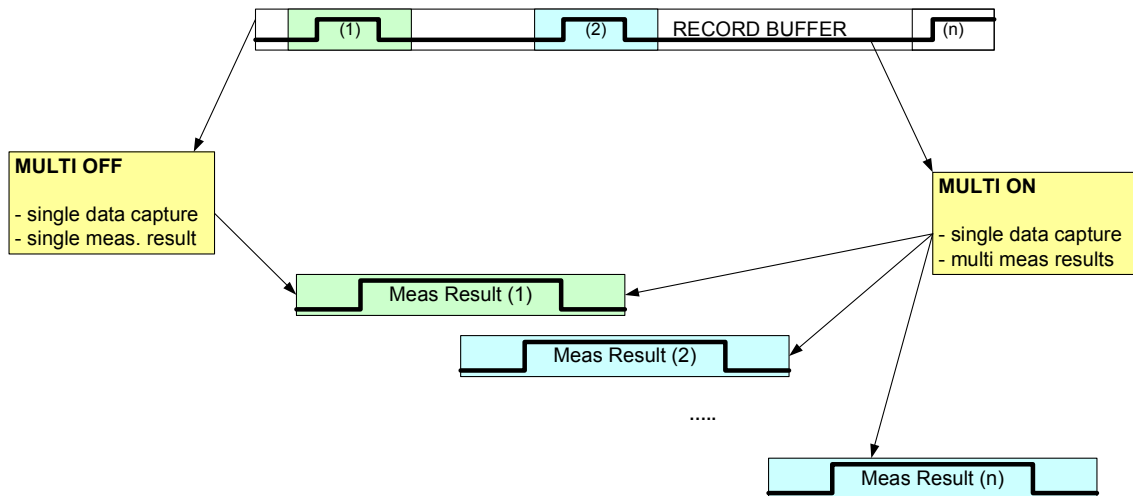 (1)
(2)
RECORD BUFFER
(n)
MULTI OFF
- single data capture
- single meas. result
MULTI ON
- single data capture
- multi meas results
Meas Result (1)
Meas Result (2)
.....
Meas Result (n)